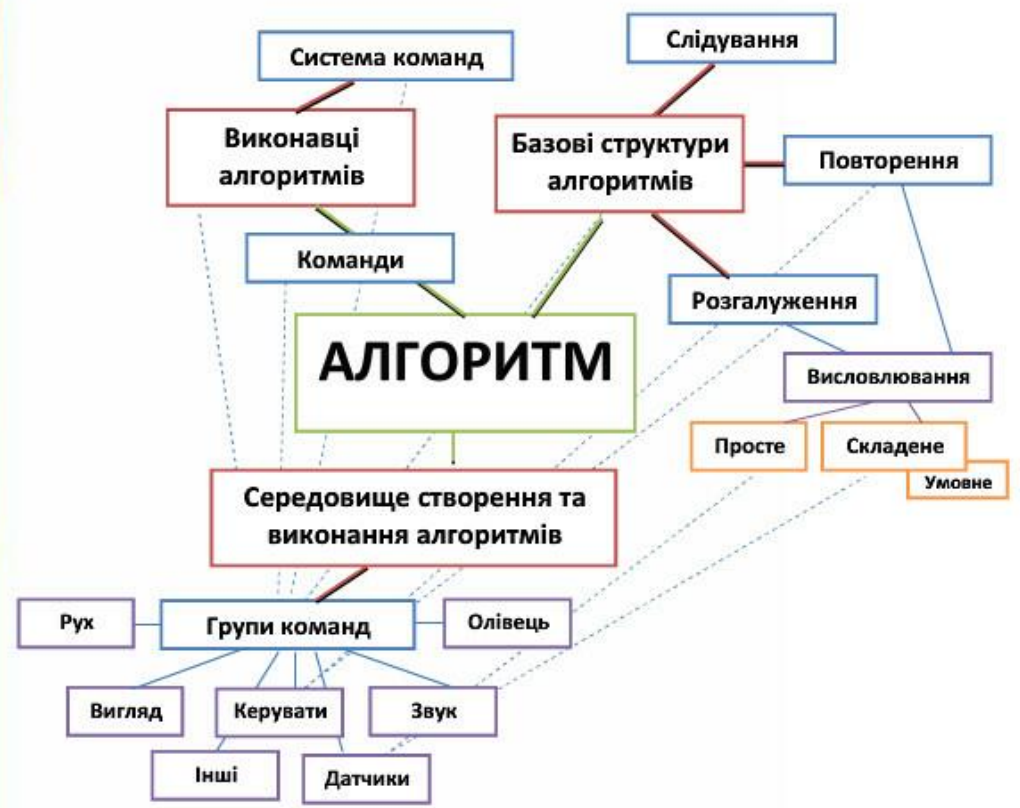 Система команд
Слідування
Виконавці
алгоритмів
Базові структури
алгоритмів
Повторення
Команди
Розгалуження
АЛГОРИТМ
Висловлювання
Просте
Складене
Умовне
Середовище створення та
виконання алгоритмів
Рух
Групи команд
Олівець
Вигляд
Керувати
Звук
Інші
Датчики